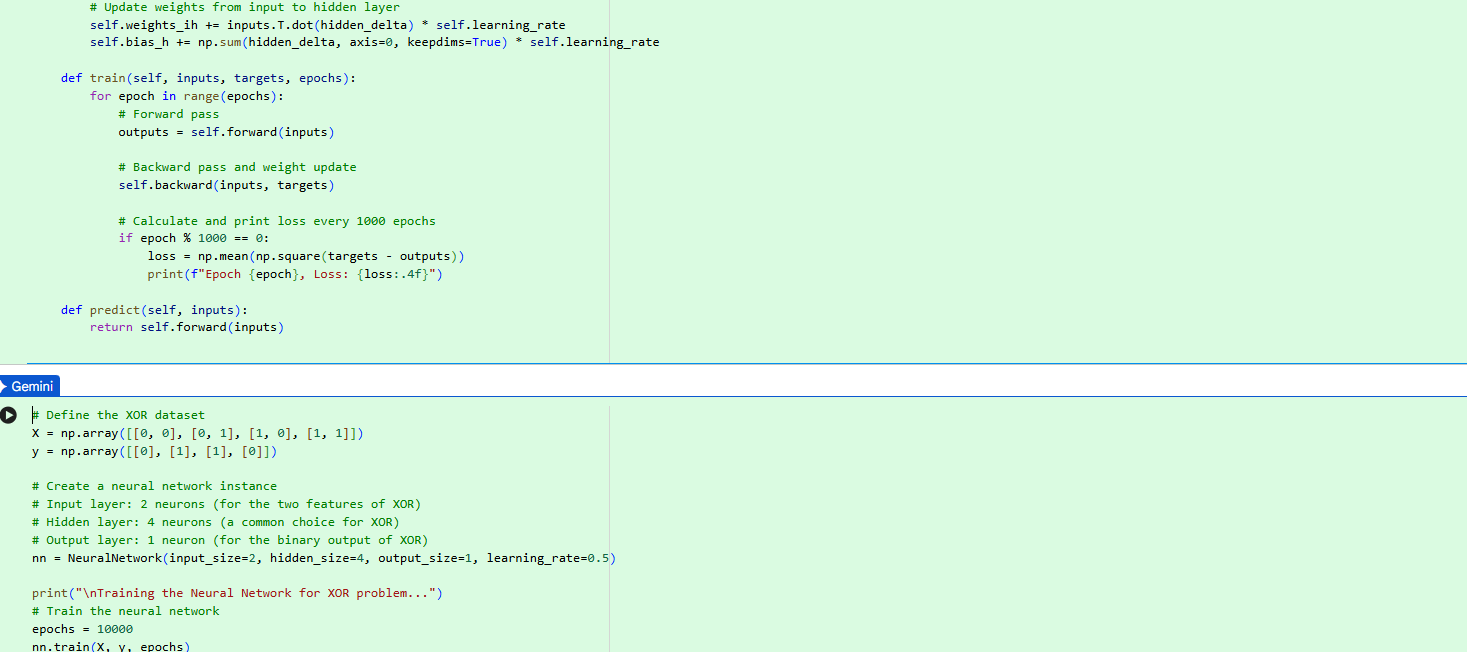 # Update weights from input to hidden layer
self.weights_ih += inputs.T.dot(hidden_delta) * self.learning_rate
self.bias_h += np.sum(hidden_delta, axis=0, keepdims=True) * self.learning_rate
def train(self, inputs, targets, epochs):
for epoch in range(epochs):
# Forward pass
outputs = self.forward(inputs)
# Backward pass and weight update
self.backward(inputs, targets)
# Calculate and print loss every 1000 epochs
if epoch % 1000 == 0:
loss = np.mean(np.square(targets - outputs))
print(f"Epoch {epoch}, Loss: {loss:.4f}")
def predict(self, inputs):
return self.forward(inputs)
Gemini
# Define the XOR dataset
X = np.array([[0, 0], [0, 1], [1, 0], [1, 1]])
y = np.array([[0], [1], [1], [0]])
# Create a neural network instance
# Input layer: 2 neurons (for the two features of XOR)
# Hidden layer: 4 neurons (a common choice for XOR)
# Output layer: 1 neuron (for the binary output of XOR)
nn = NeuralNetwork(input_size=2, hidden_size=4, output_size=1, learning_rate=0.5)
print("\nTraining the Neural Network for XOR problem...")
# Train the neural network
epochs = 10000
nn.train(X, y, epochs)